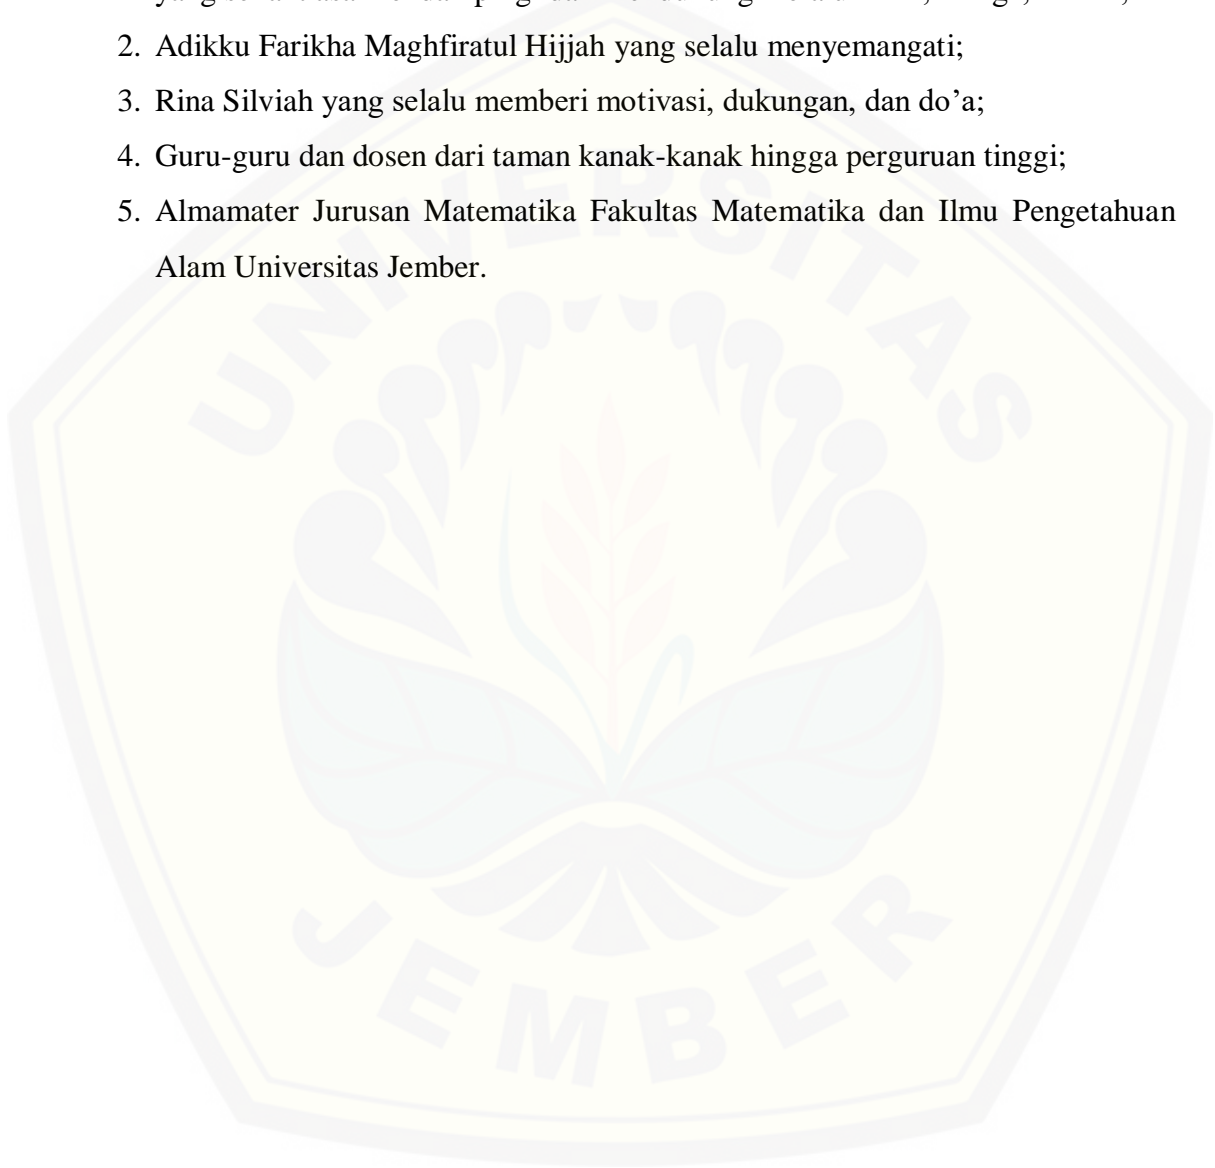 2. Adikku Farikha Maghfiratul Hijjah yang selalu menyemangati;
3. Rina Silviah yang selalu memberi motivasi, dukungan, dan do’a;
4. Guru-guru dan dosen dari taman kanak-kanak hingga perguruan tinggi;
5. Almamater Jurusan Matematika Fakultas Matematika dan Ilmu Pengetahuan
Alam Universitas Jember.
UNIVERSITAS
JEMBER